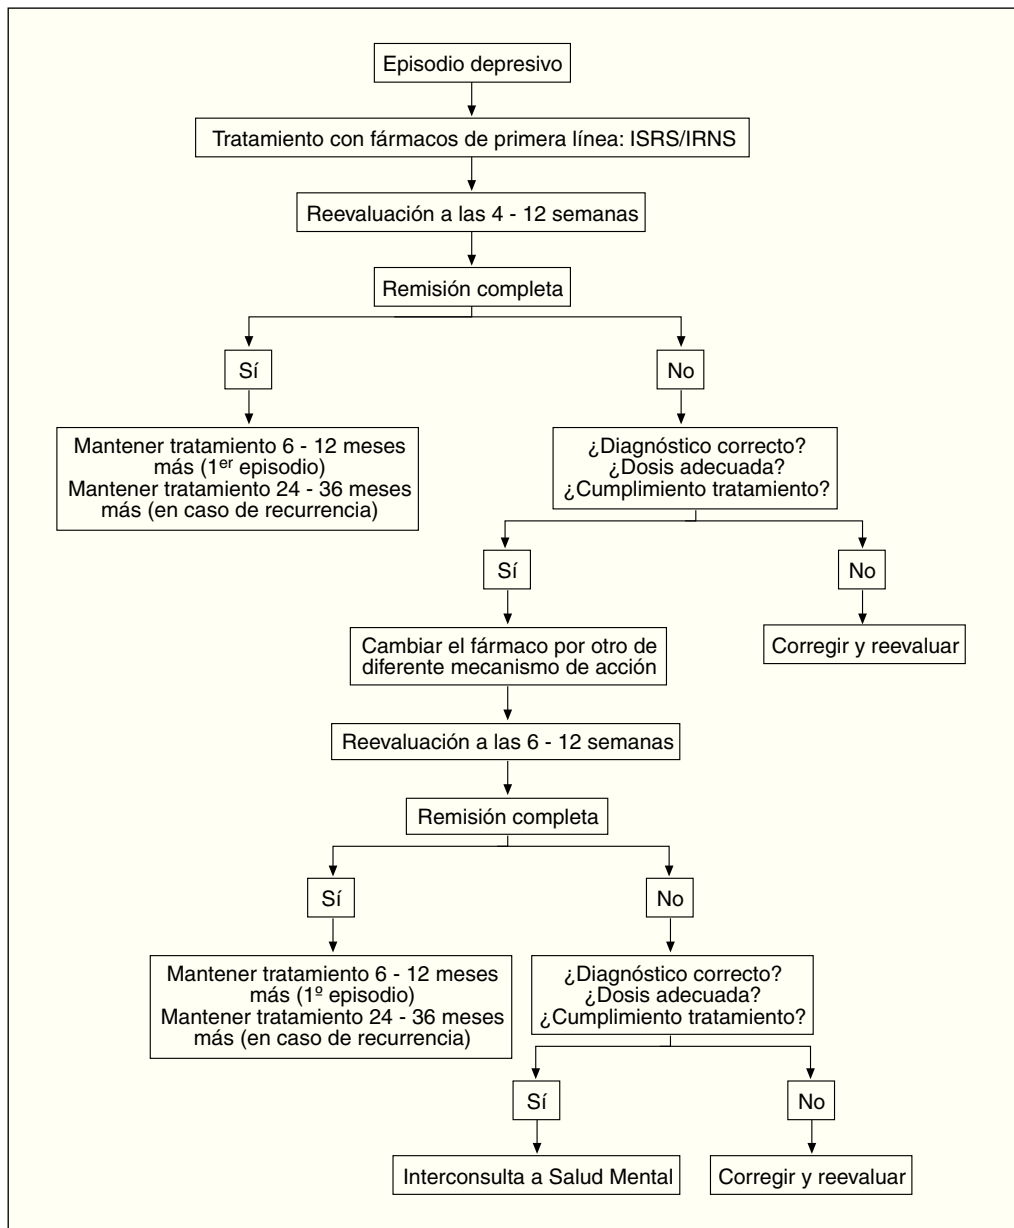 Episodio depresivo
Tratamiento con fármacos de primera línea: ISRS/IRNS
Reevaluación a las 4 - 12 semanas
Remisión completa
Sí
No
Mantener tratamiento 6 - 12 meses
más (1er episodio)
Mantener tratamiento 24 - 36 meses
más (en caso de recurrencia)
¿Diagnóstico correcto?
¿Dosis adecuada?
¿Cumplimiento tratamiento?
Sí
No
Cambiar el fármaco por otro de
diferente mecanismo de acción
Corregir y reevaluar
Reevaluación a las 6 - 12 semanas
Remisión completa
Sí
No
Mantener tratamiento 6 - 12 meses
más (1º episodio)
Mantener tratamiento 24 - 36 meses
más (en caso de recurrencia)
¿Diagnóstico correcto?
¿Dosis adecuada?
¿Cumplimiento tratamiento?
Sí
No
Interconsulta a Salud Mental
Corregir y reevaluar